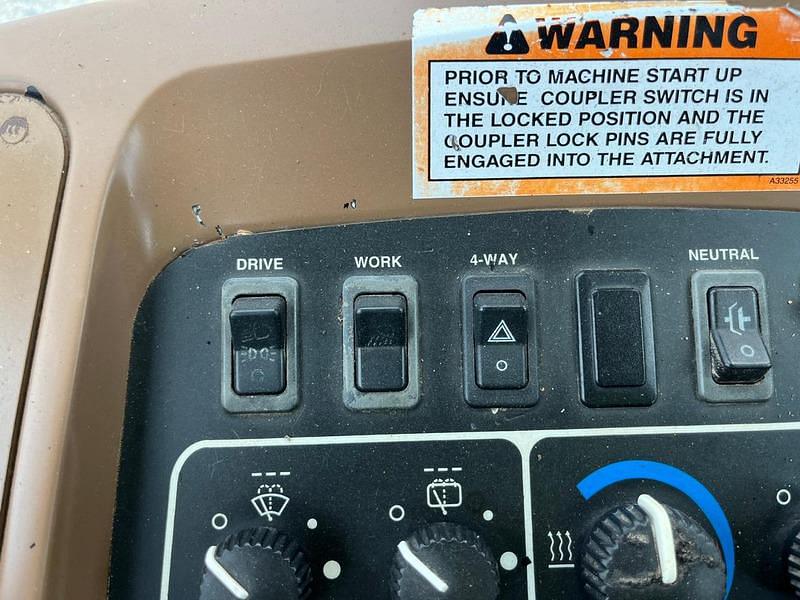 WARNING
PRIOR TO MACHINE START UP
ENSURE COUPLER SWITCH IS IN
THE LOCKED POSITION AND THE
COUPLER LOCK PINS ARE FULLY
ENGAGED INTO THE ATTACHMENT.
A33255
DRIVE WORK 4-WAY NEUTRAL